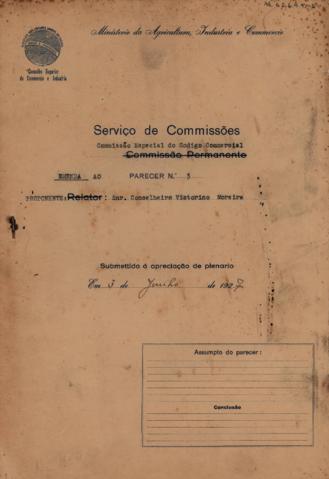 Ministerio da Agricultura, Industria e Commercio
Conselho Superior
do Commercio e Industria
Serviço de Commissões
Commissão Especial do Codigo Commercial
Commissão Permanente
EMENDA AO PARECER N.º 3
PROPONENTE: Relator: snr. Conselheiro Victorino Moreira
Submettido á apreciação do plenario
Em 3 de Junho de 1927
Assumpto do parecer:
Conclusão